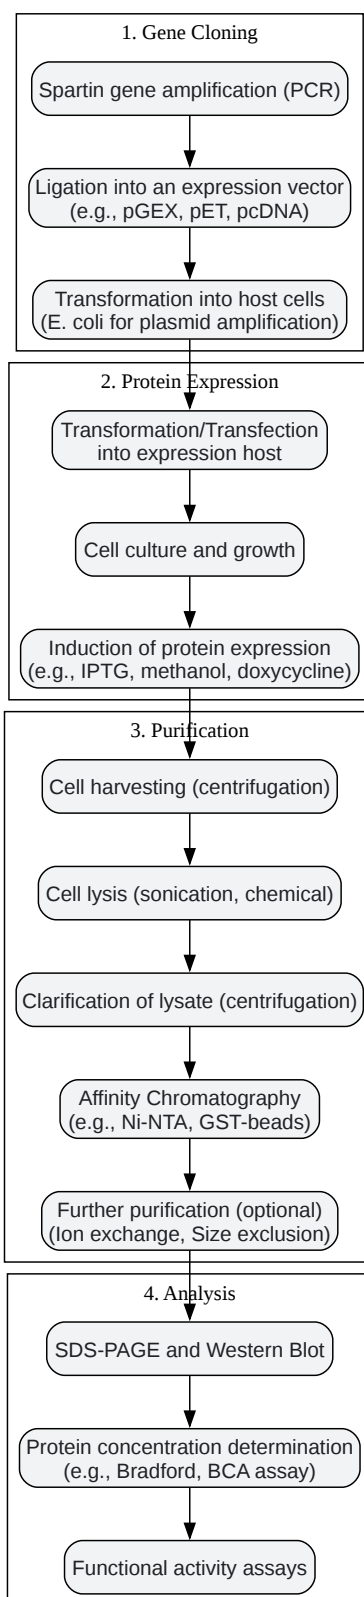 1. Gene Cloning
Spartin gene amplification (PCR)
Ligation into an expression vector
(e.g., pGEX, pET, pcDNA)
Transformation into host cells
(E. coli for plasmid amplification)
2. Protein Expression
Transformation/Transfection
into expression host
Cell culture and growth
Induction of protein expression
(e.g., IPTG, methanol, doxycycline)
3. Purification
Cell harvesting (centrifugation)
Cell lysis (sonication, chemical)
Clarification of lysate (centrifugation)
Affinity Chromatography
(e.g., Ni-NTA, GST-beads)
Further purification (optional)
(Ion exchange, Size exclusion)
4. Analysis
SDS-PAGE and Western Blot
Protein concentration determination
(e.g., Bradford, BCA assay)
Functional activity assays